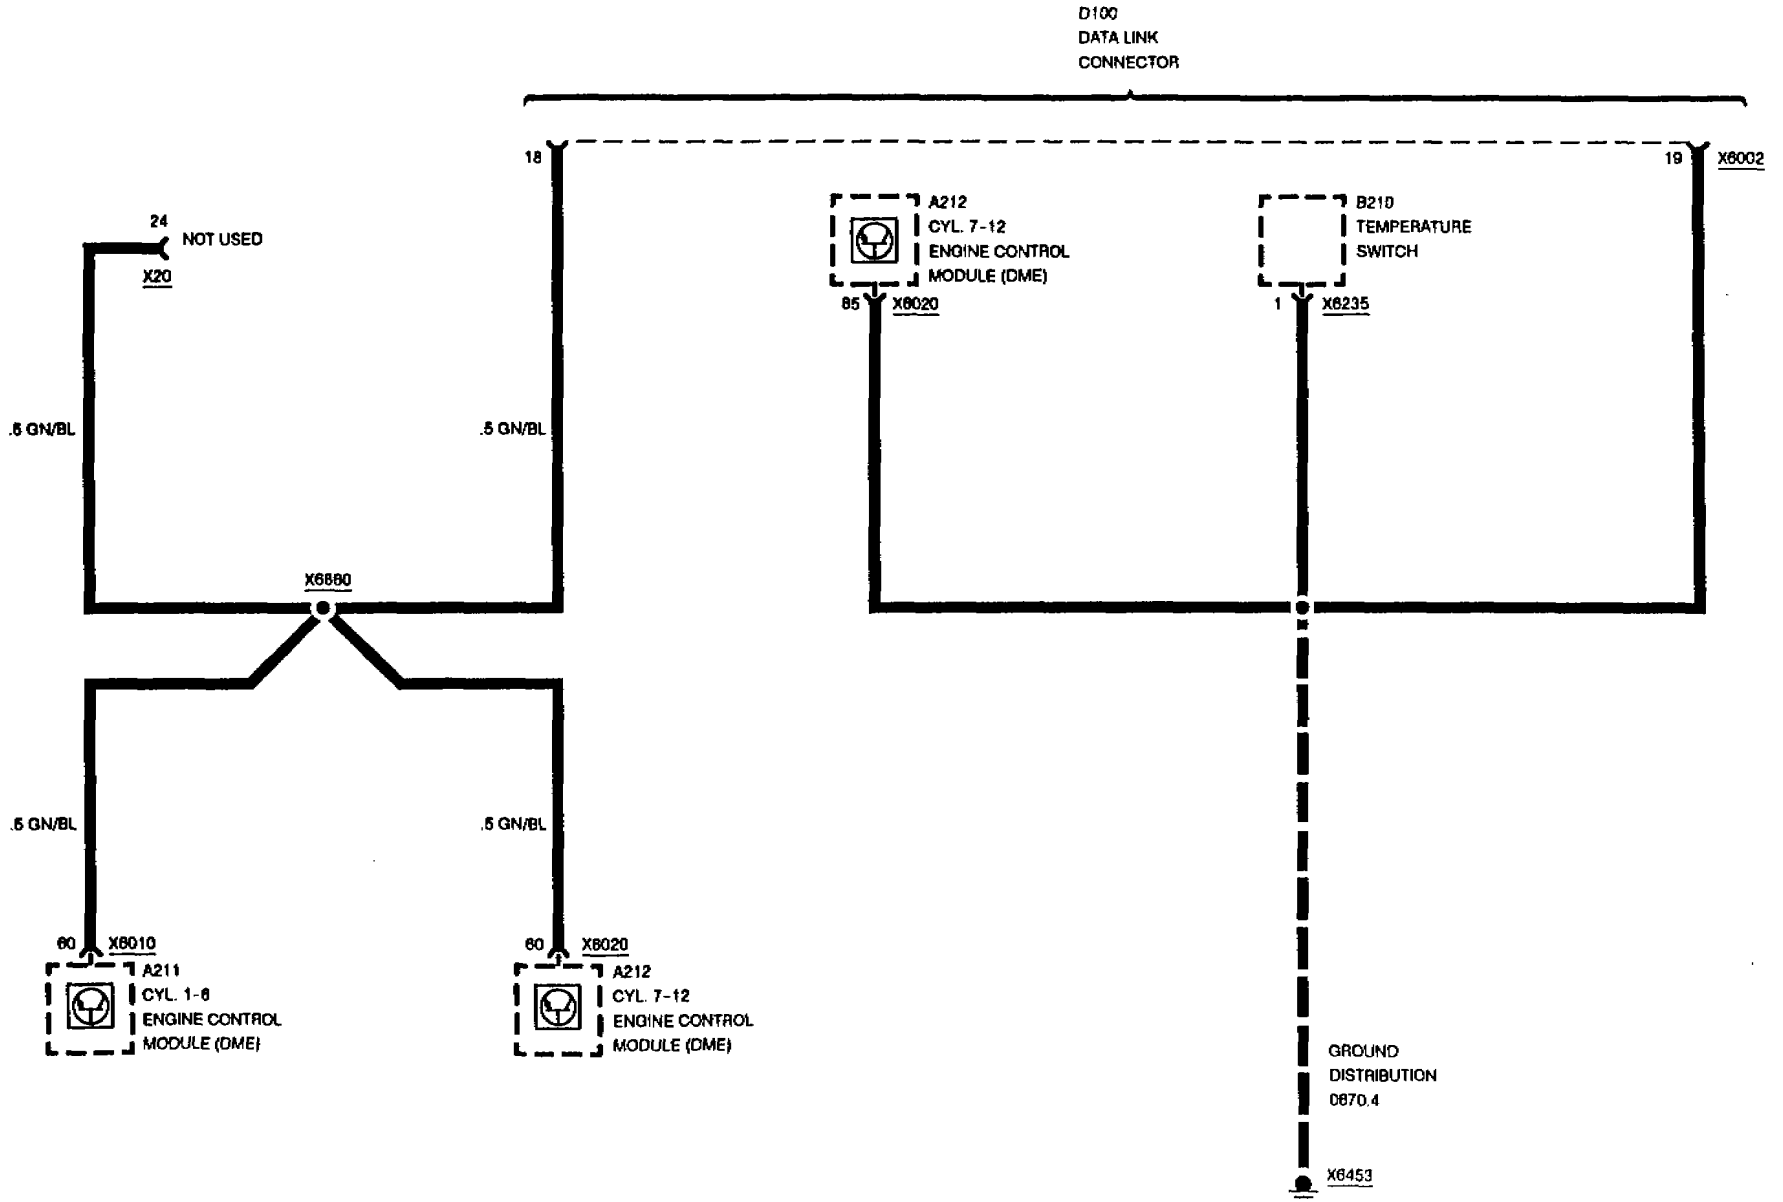 D100
DATA LINK
CONNECTOR
18
19
X6002
24
NOT USED
X20
A212
CYL. 7-12
ENGINE CONTROL
MODULE (DME)
85
X6020
B210
TEMPERATURE
SWITCH
1
X6235
.5 GN/BL
.5 GN/BL
X6880
.5 GN/BL
.5 GN/BL
60
X6010
A211
CYL. 1-6
ENGINE CONTROL
MODULE (DME)
60
X6020
A212
CYL. 7-12
ENGINE CONTROL
MODULE (DME)
GROUND
DISTRIBUTION
0670.4
X6453